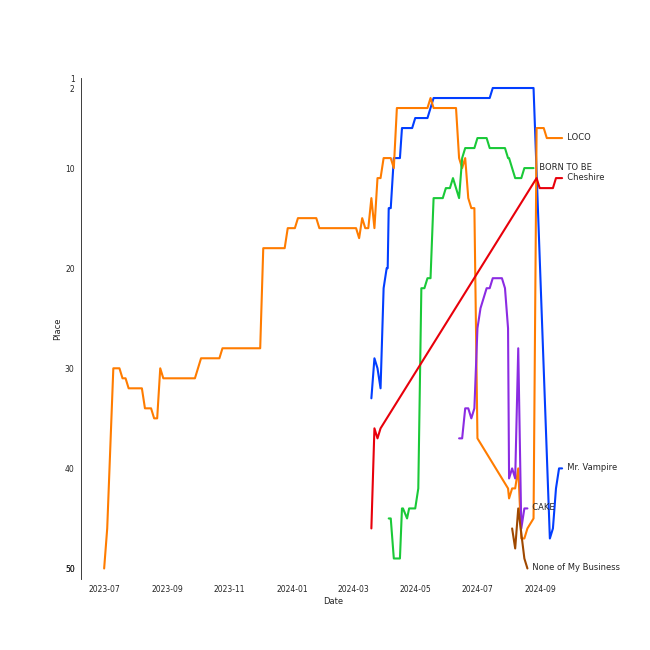 1
2
10
20
30
40
50
Place
LOCO
BORN TO BE
Cheshire
Mr. Vampire
CAKE
None of My Business
2023-07
2023-09
2023-11
2024-01
2024-03
2024-05
2024-07
2024-09
Date